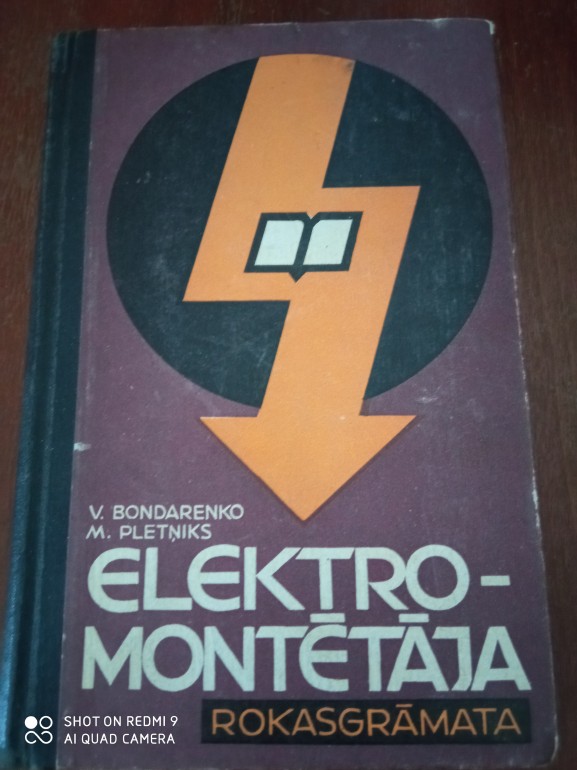 V. BONDARENKO
M. PLETŅIKS
ELEKTRO-
MONTĒTĀJA
ROKASGRĀMATA
SHOT ON REDMI 9
AI QUAD CAMERA